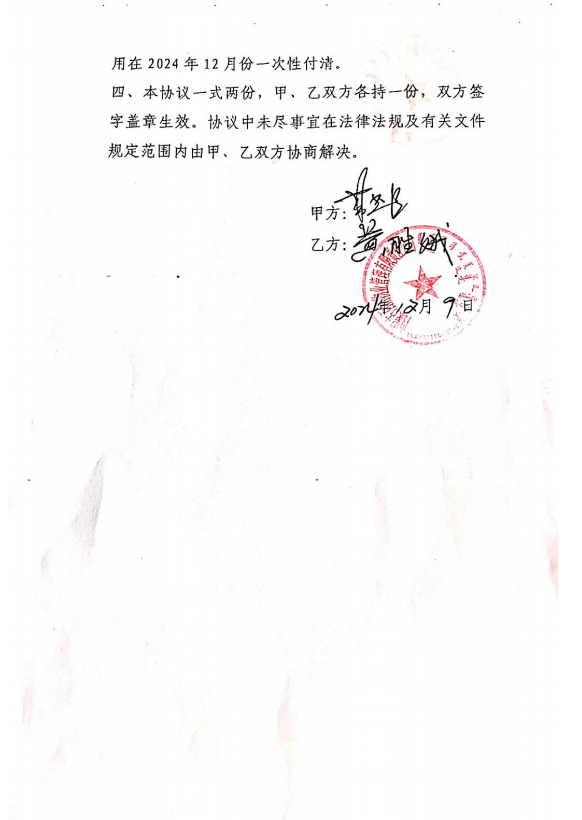 用在 2024 年 12 月份一次性付清。
四、本协议一式两份，甲、乙双方各持一份，双方签
字盖章生效。协议中未尽事宜在法律法规及有关文件
规定范围内由甲、乙双方协商解决。
甲方：
乙方：
2024年12月9日